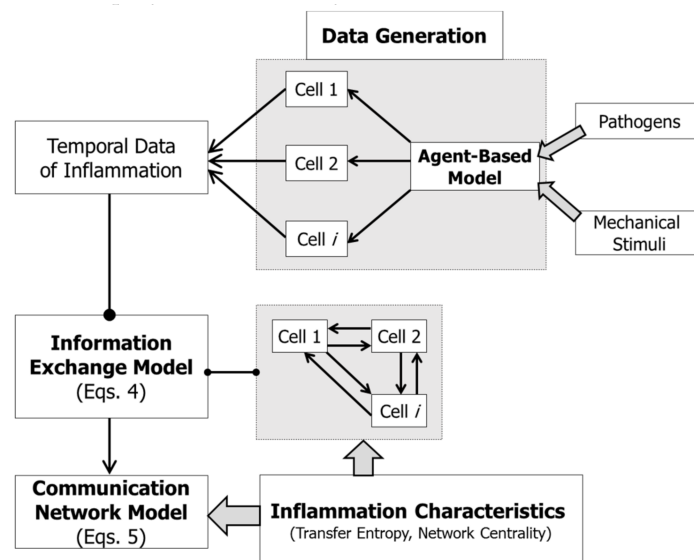 Data Generation
Cell 1
Cell 2
Cell i
Agent-Based
Model
Pathogens
Mechanical
Stimuli
Temporal Data
of Inflammation
Information
Exchange Model
(Eqs. 4)
Cell 1
Cell 2
Cell i
Communication
Network Model
(Eqs. 5)
Inflammation Characteristics
(Transfer Entropy, Network Centrality)